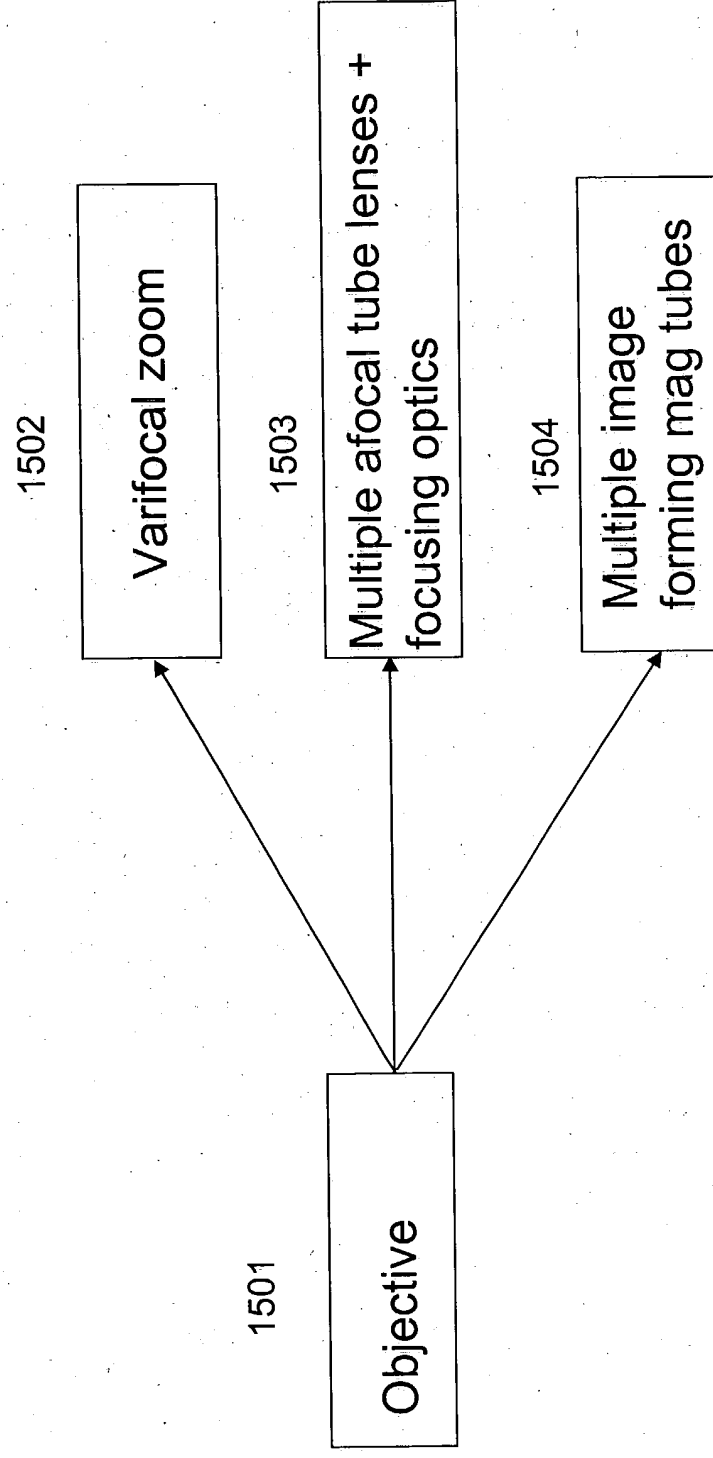 1501
Objective
1502
Varifocal zoom
1503
Multiple afocal tube lenses +
focusing optics
1504
Multiple image
forming mag tubes